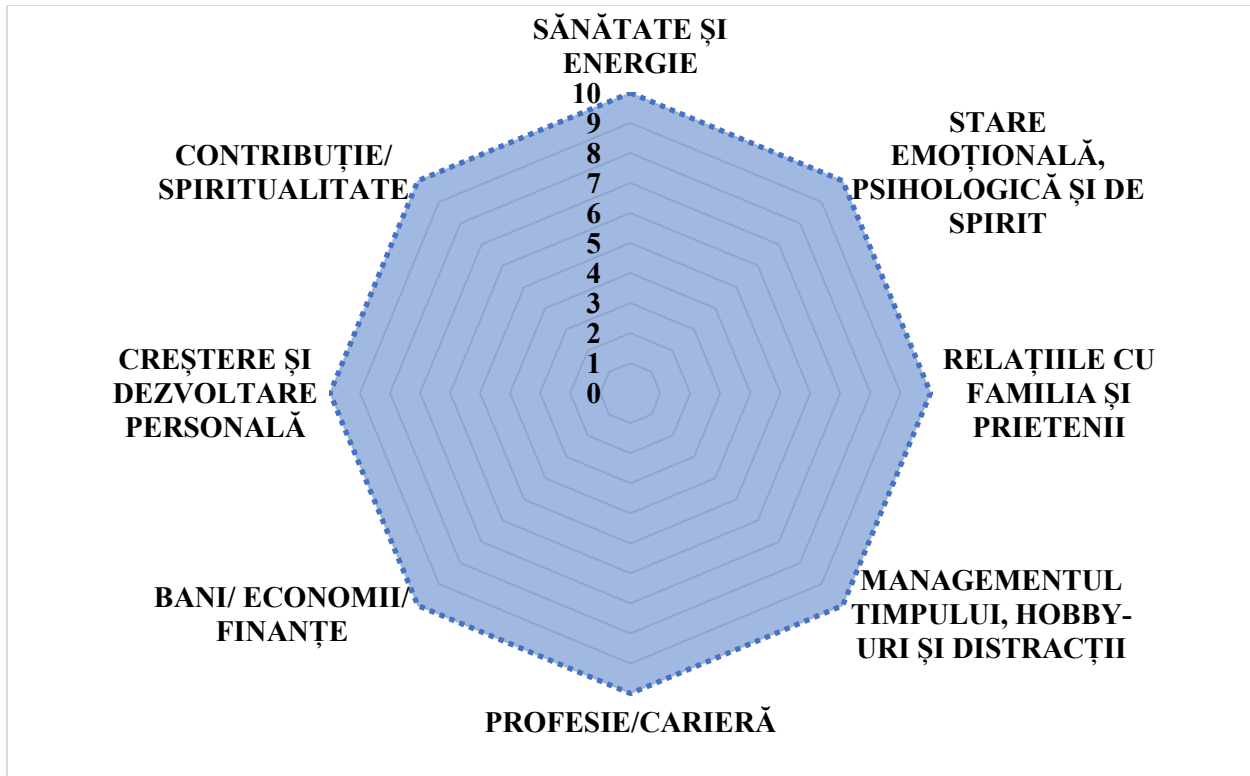 SĂNĂTATE ȘI
ENERGIE
10
9
8
7
6
5
4
3
2
1
0
STARE
EMOȚIONALĂ,
PSIHOLOGICĂ ȘI DE
SPIRIT
RELAȚIILE CU
FAMILIA ȘI
PRIETENII
MANAGEMENTUL
TIMPULUI, HOBBY-
URI ȘI DISTRACȚII
PROFESIE/CARIERĂ
BANI/ ECONOMII/
FINANȚE
CREȘTERE ȘI
DEZVOLTARE
PERSONALĂ
CONTRIBUȚIE/
SPIRITUALITATE